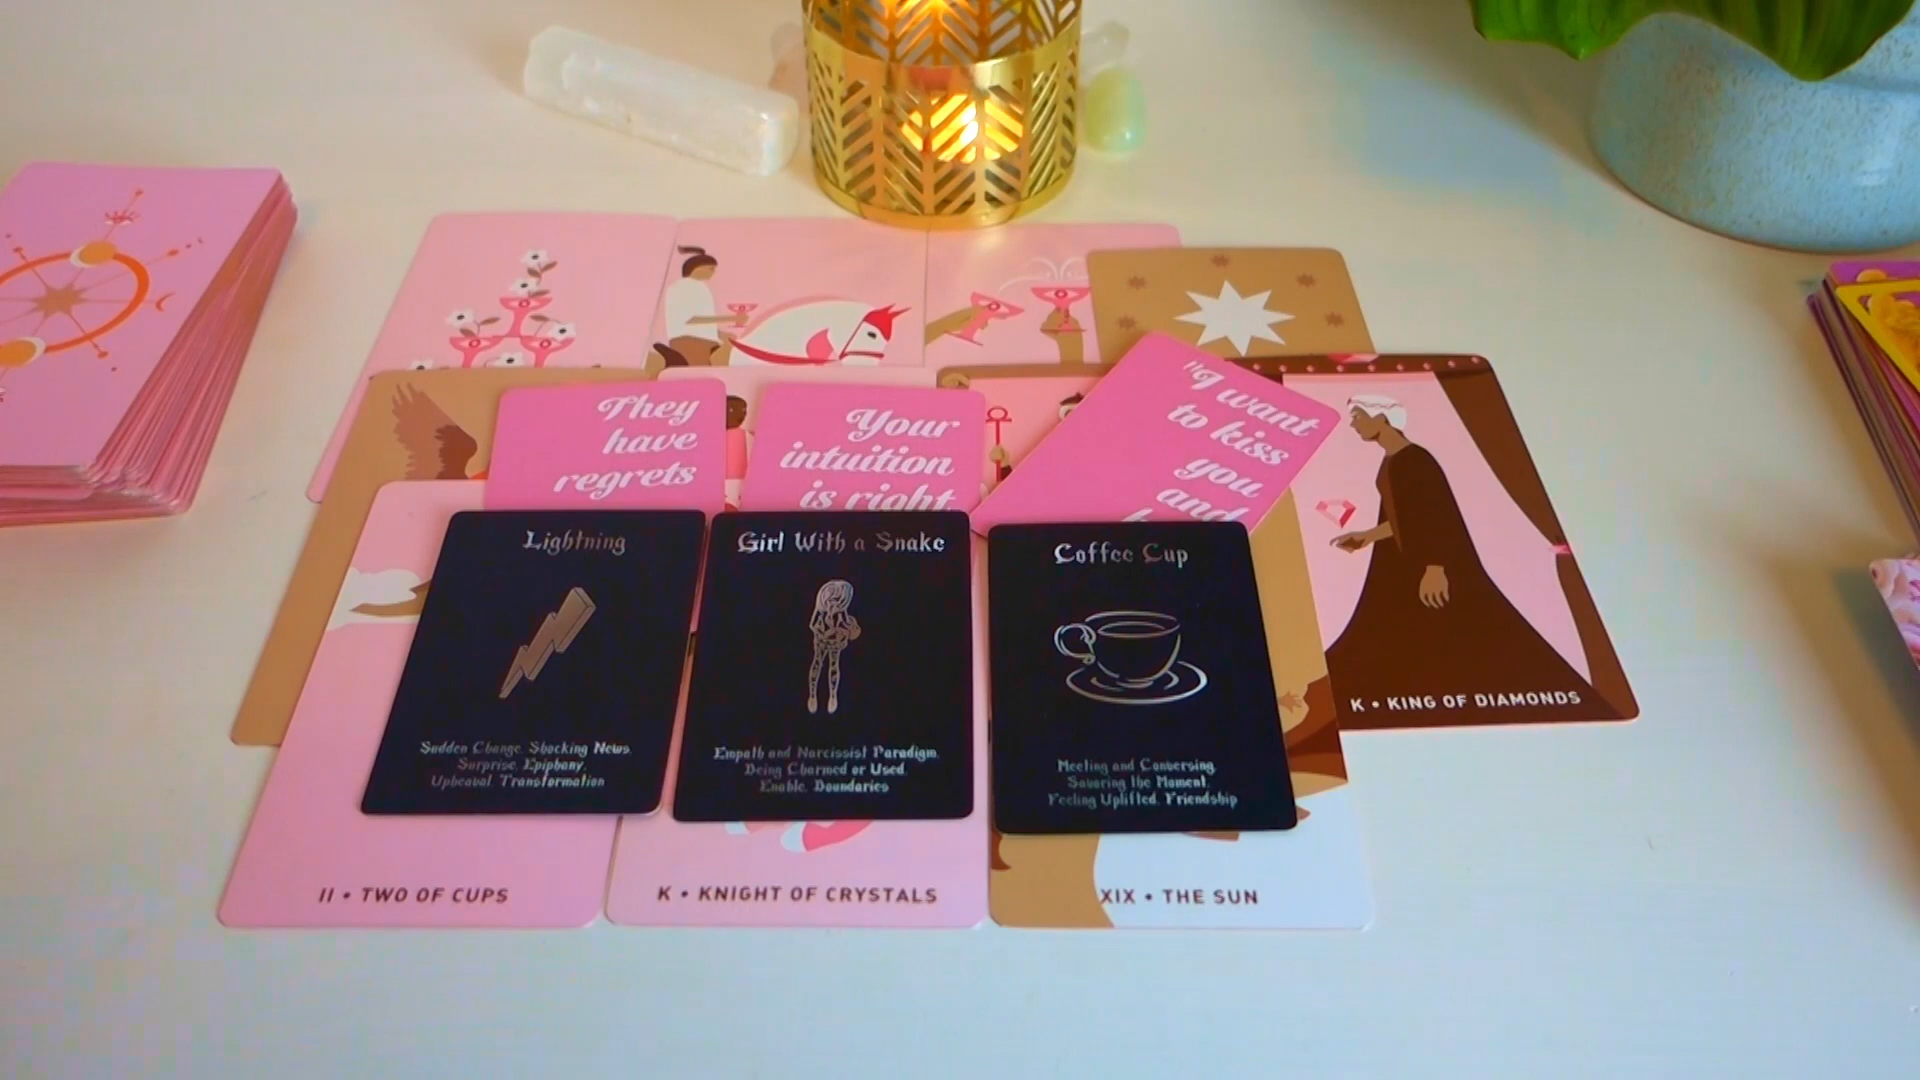 They
have
regrets
Your
intuition
is right
"I want
to kiss
you
and
Lightning
Sudden Change. Shocking News.
Surprise. Epiphany.
Upheaval. Transformation
Girl With a Snake
Empath and Narcissist Paradigm.
Being Charmed or Used.
Enable. Boundaries
Coffee Cup
Meeting and Conversing.
Savoring the Moment.
Feeling Uplifted. Friendship
K • KING OF DIAMONDS
II • TWO OF CUPS
K • KNIGHT OF CRYSTALS
XIX • THE SUN